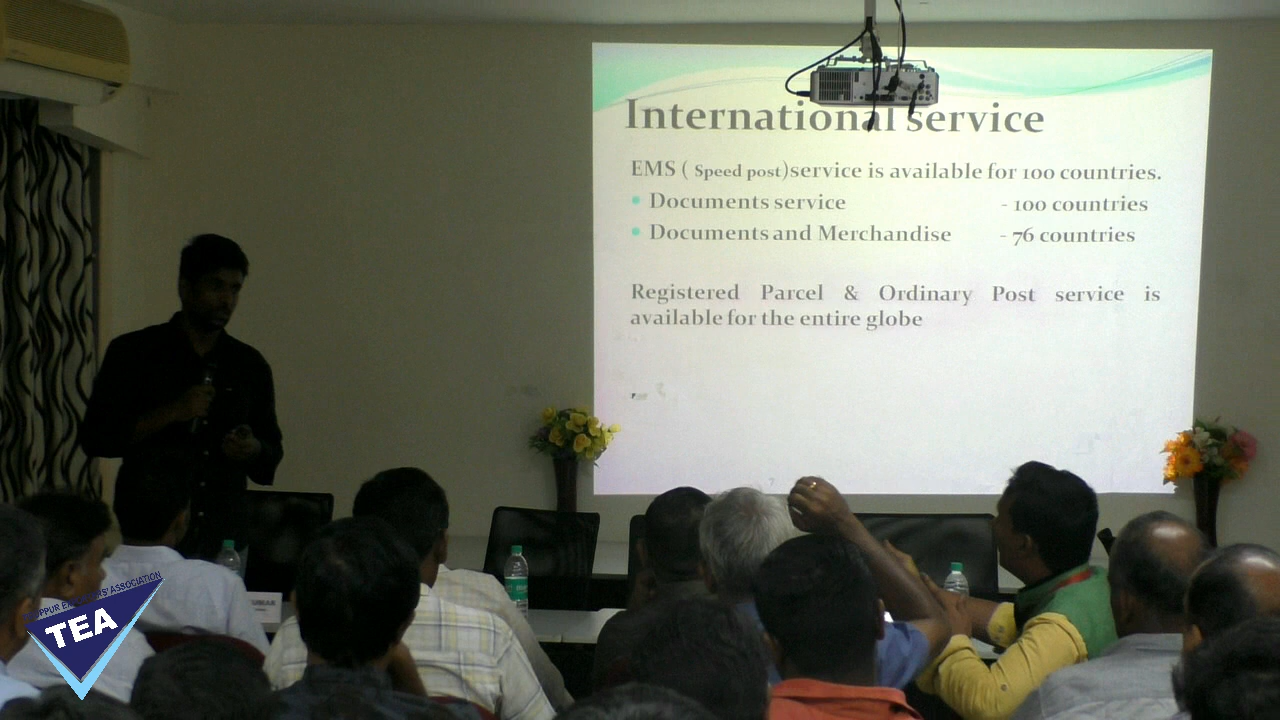 International service
EMS ( Speed post)service is available for 100 countries.
• Documents service - 100 countries
• Documents and Merchandise - 76 countries
Registered Parcel & Ordinary Post service is
available for the entire globe
ASSOCIATION
TEA